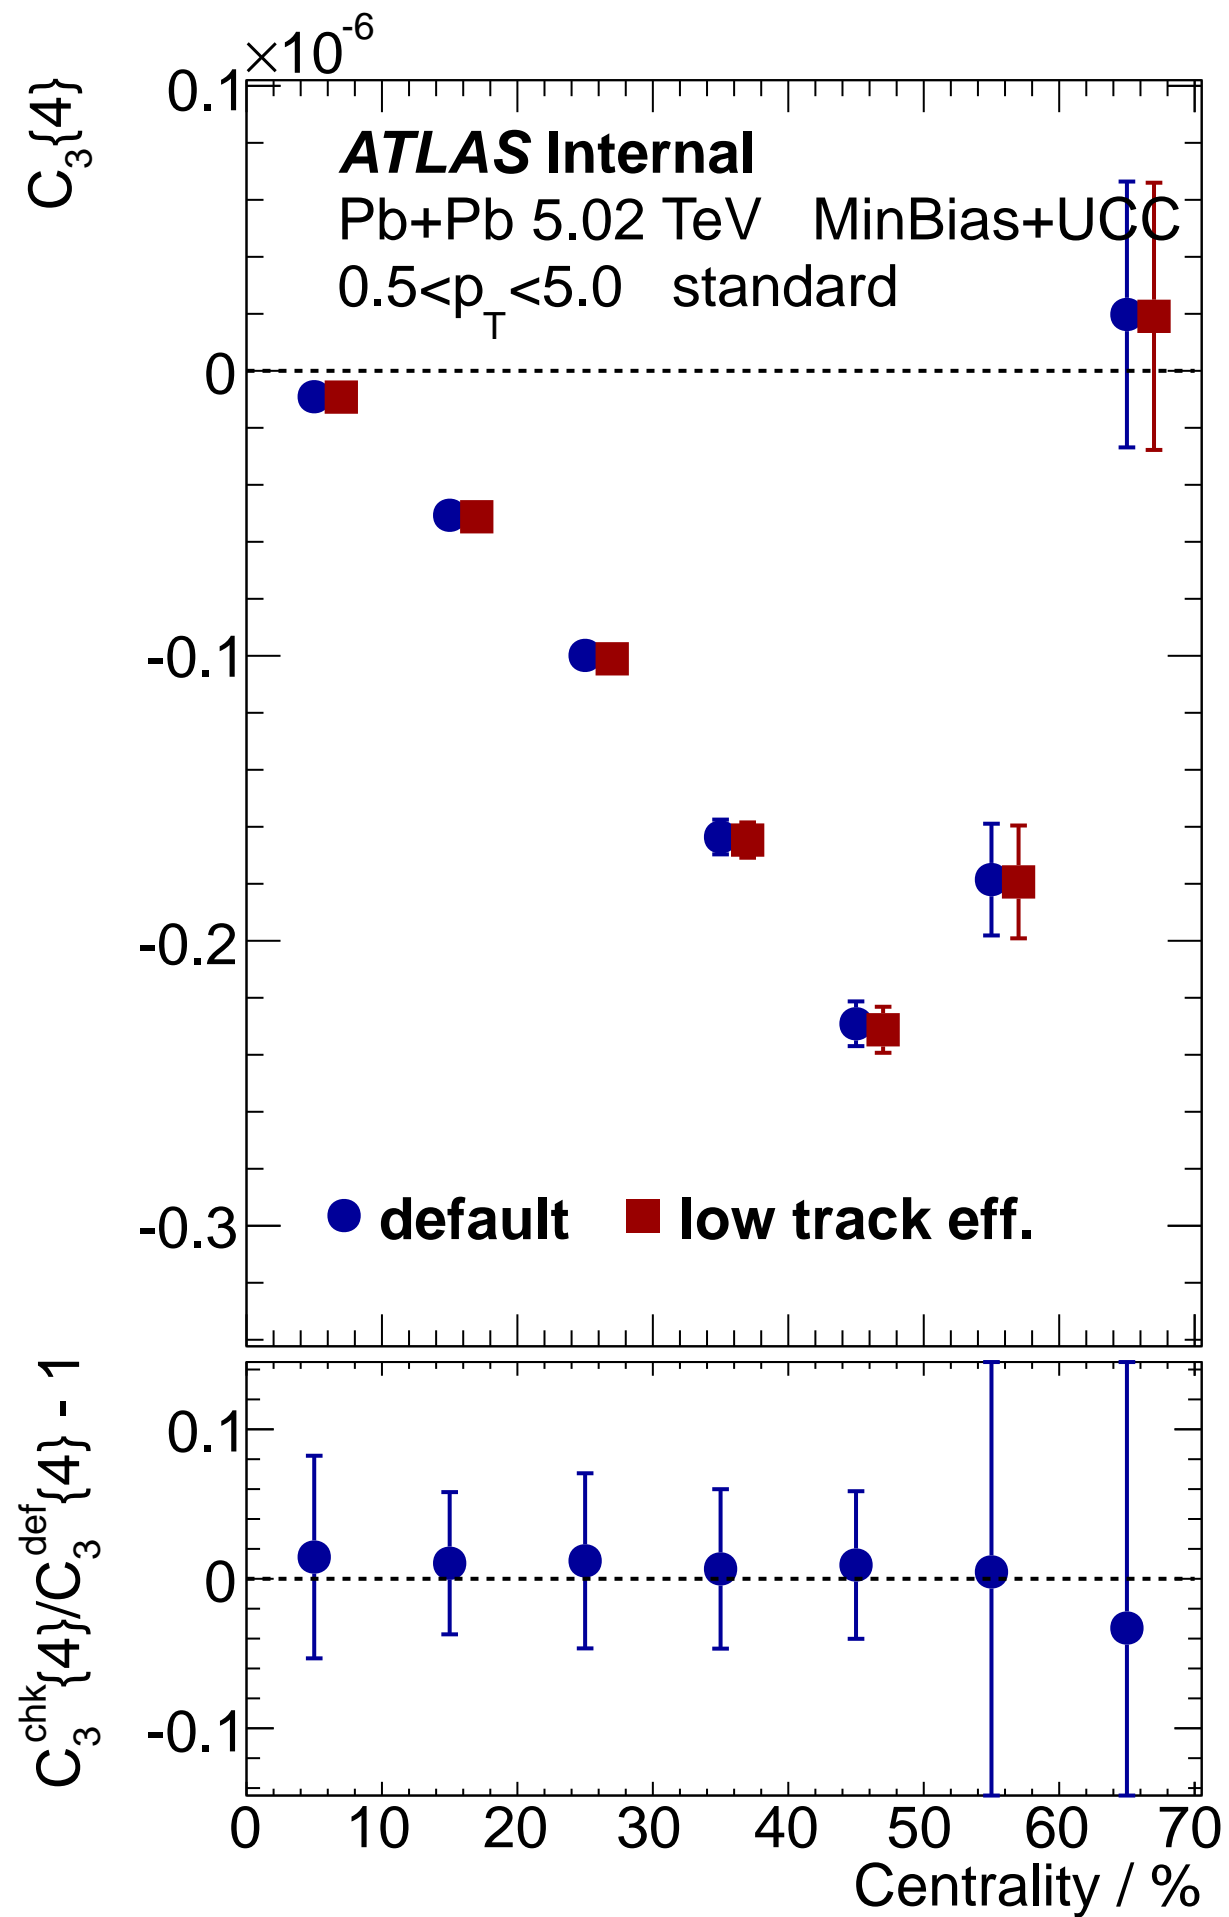 ×10^-6
C_3{4}
0.1
0
-0.1
-0.2
-0.3
ATLAS Internal
Pb+Pb 5.02 TeV MinBias+UCC
0.5<p_T<5.0 standard
default low track eff.
C_3^chk{4}/C_3^def{4} - 1
0.1
0
-0.1
0 10 20 30 40 50 60 70
Centrality / %